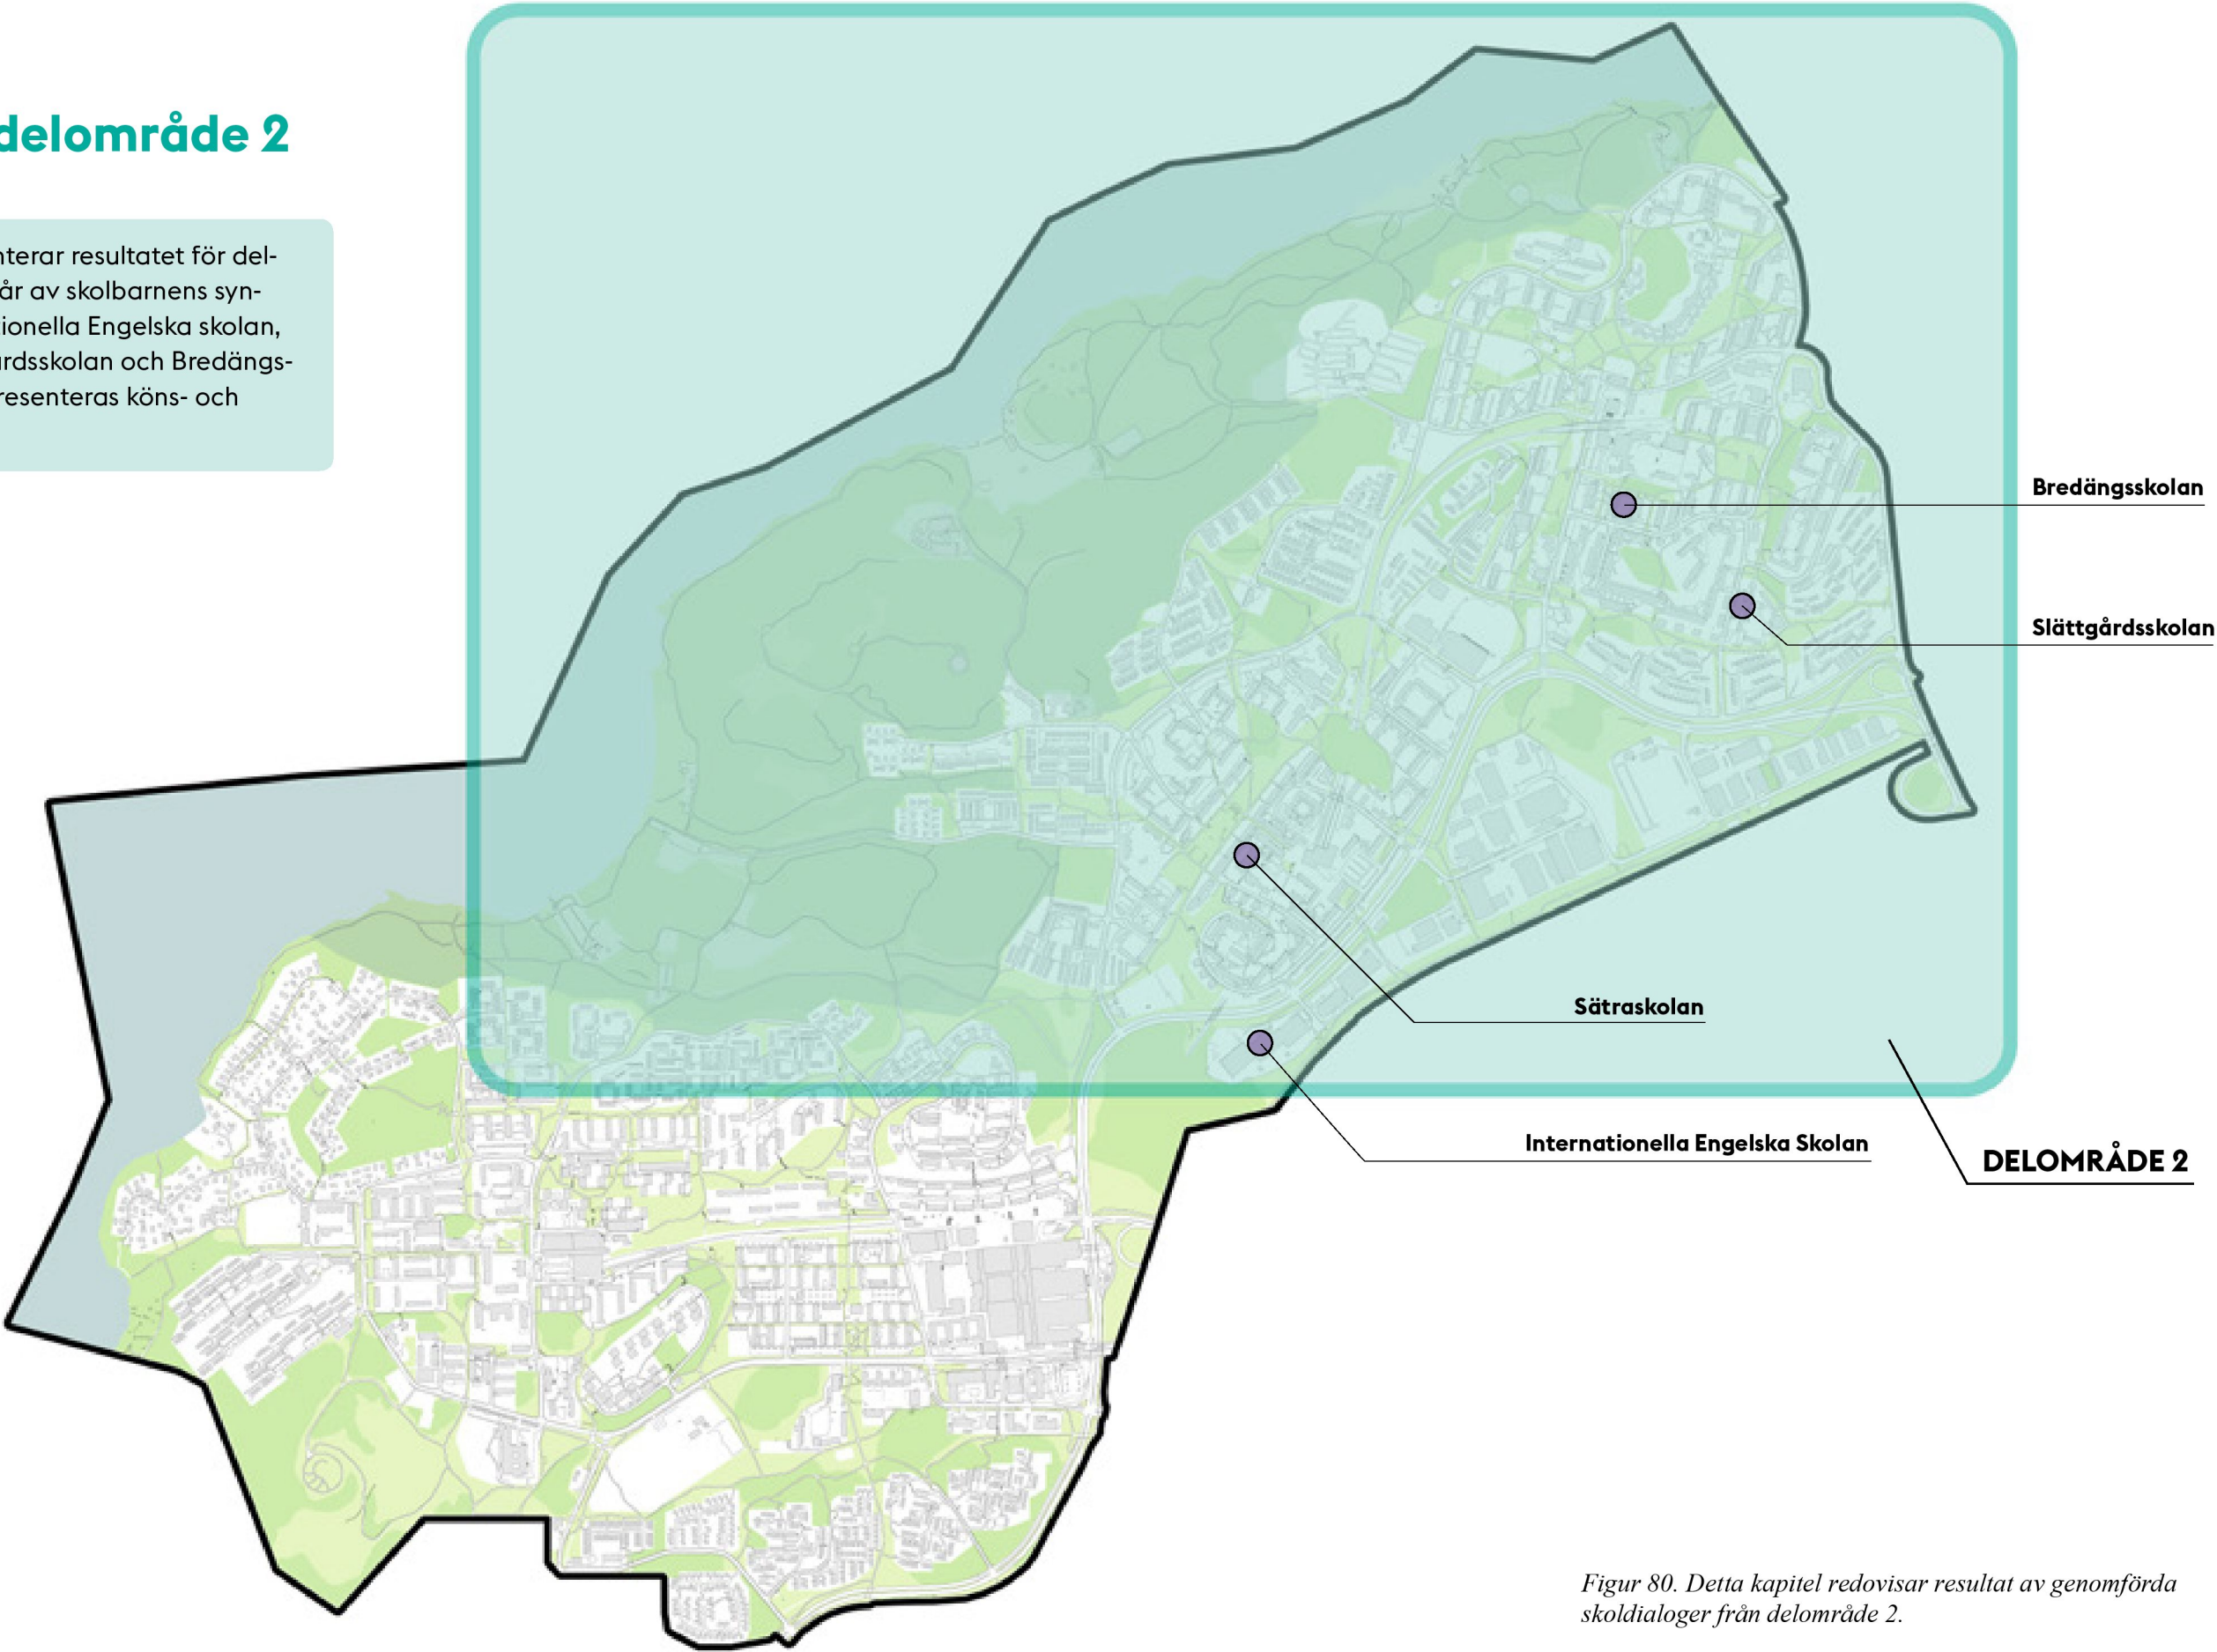 delområde 2
nterar resultatet för del-
år av skolbarnens syn-
tionella Engelska skolan,
rdsskolan och Bredängs-
resenteras köns- och
Bredängsskolan
Slättgårdsskolan
Sätraskolan
Internationella Engelska Skolan
DELOMRÅDE 2
Figur 80. Detta kapitel redovisar resultat av genomförda
skoldialoger från delområde 2.